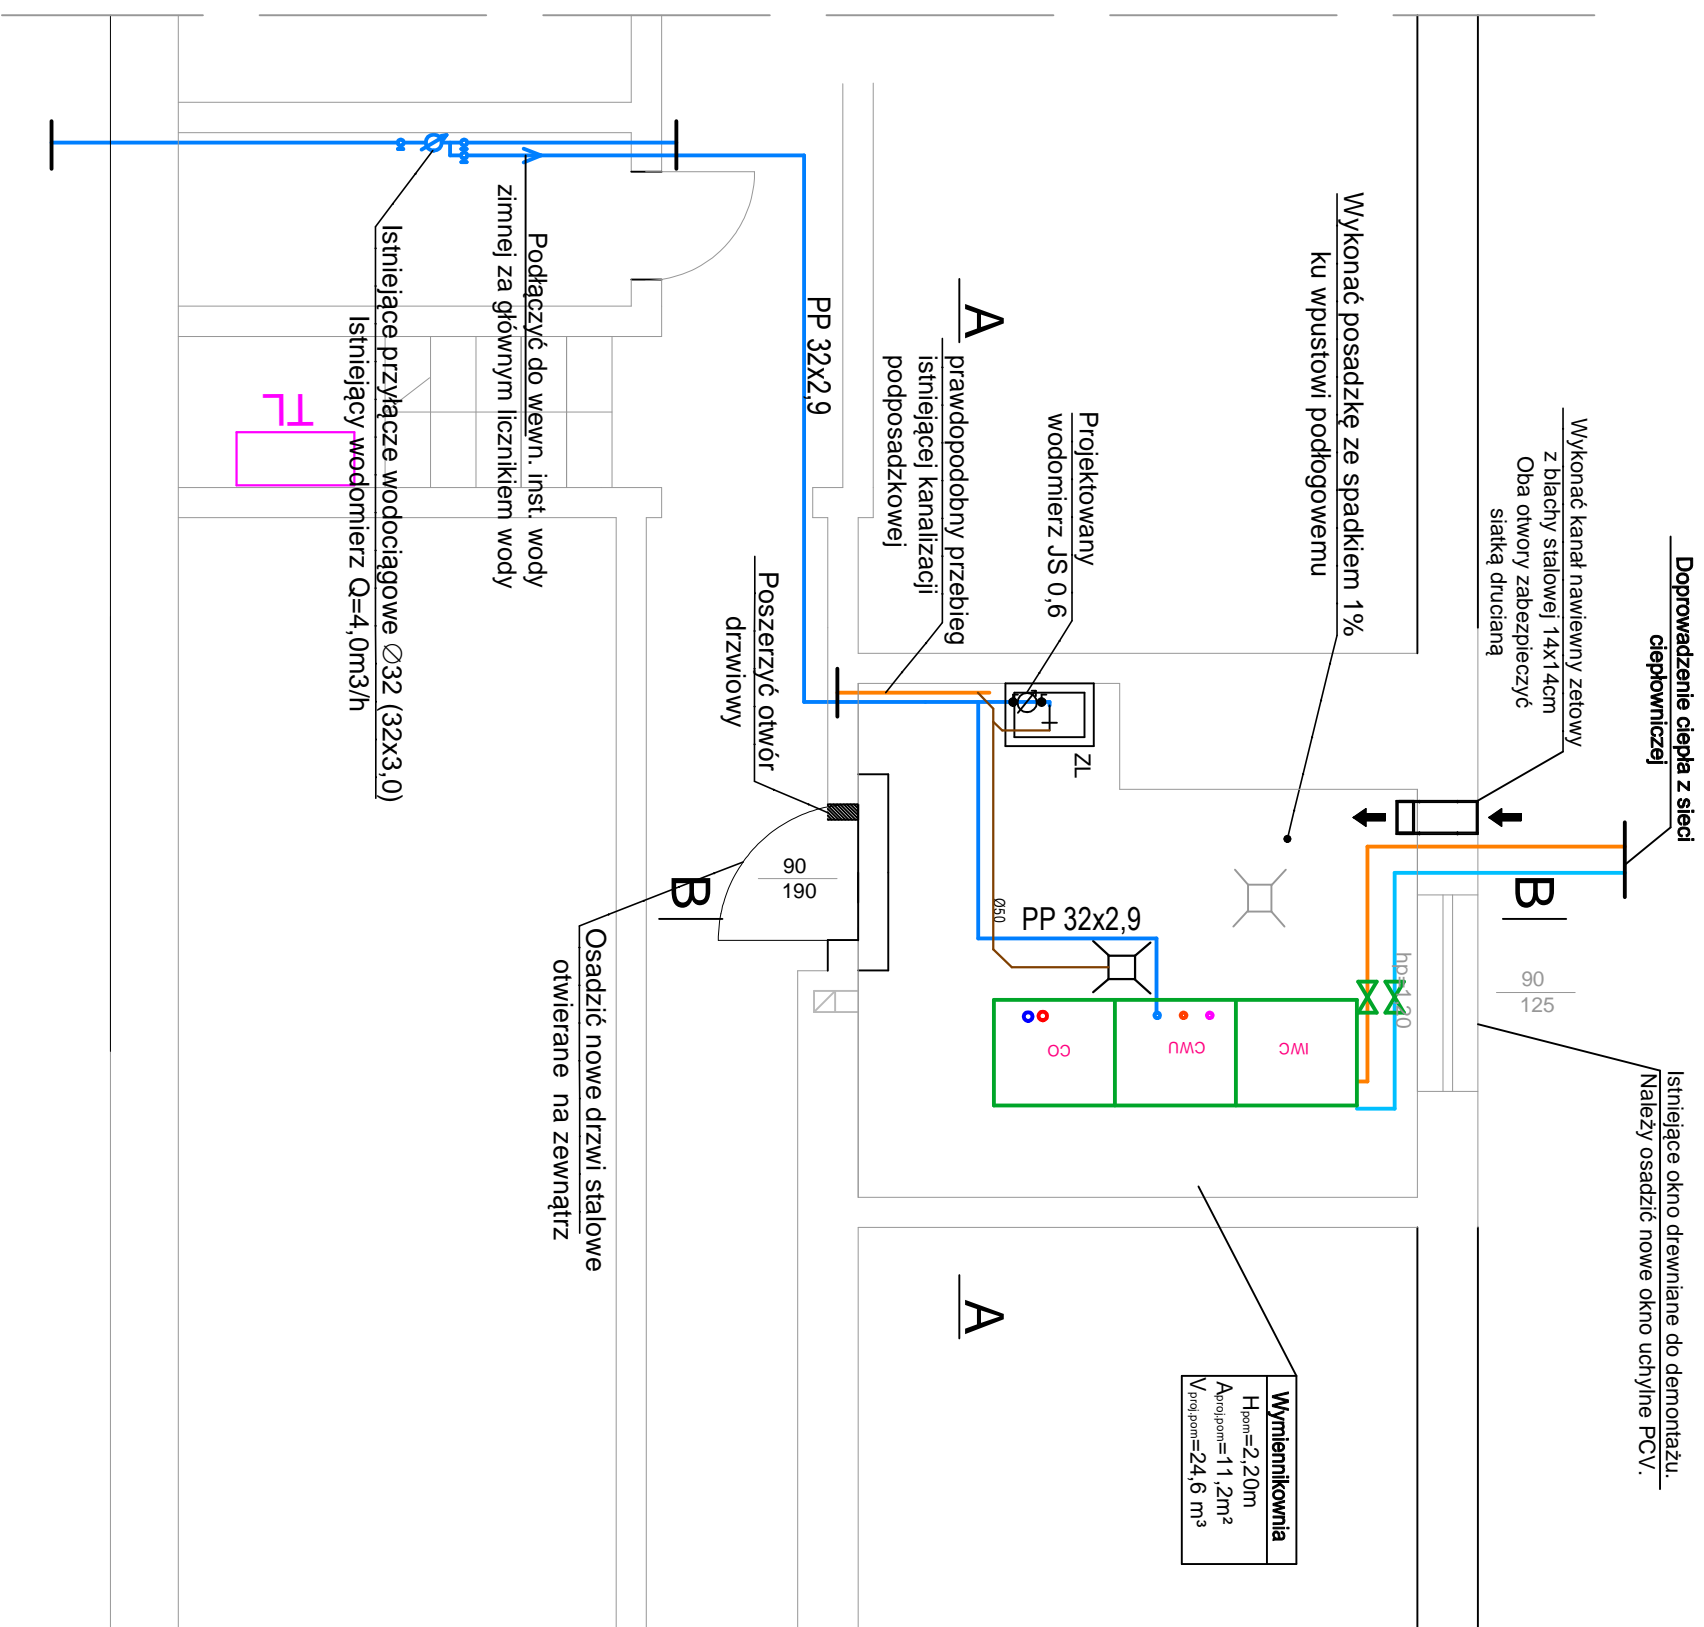 Doprowadzenie ciepła z sieci
ciepłowniczej
Wykonać kanał nawiewny zetowy
z blachy stalowej 14x14cm
Oba otwory zabezpieczyć
siatką drucianą
Istniejące okno drewniane do demontażu.
Należy osadzić nowe okno uchylne PCV.
B
90
125
hp=1,20
Wykonać posadzkę ze spadkiem 1%
ku wpustowi podłogowemu
Wymiennikownia
Hpom=2,20m
Aproj.pom=11,2m²
Vproj.pom=24,6 m³
IWC
CWU
CO
PP 32x2,9
Ø50
ZL
Projektowany
wodomierz JS 0,6
A
prawdopodobny przebieg
istniejącej kanalizacji
podposadzkowej
A
PP 32x2,9
Poszerzyć otwór
drzwiowy
90
190
B
Osadzić nowe drzwi stalowe
otwierane na zewnątrz
Podłączyć do wewn. inst. wody
zimnej za głównym licznikiem wody
Istniejące przyłącze wodociągowe ∅32 (32x3,0)
Istniejący wodomierz Q=4,0m3/h
TL